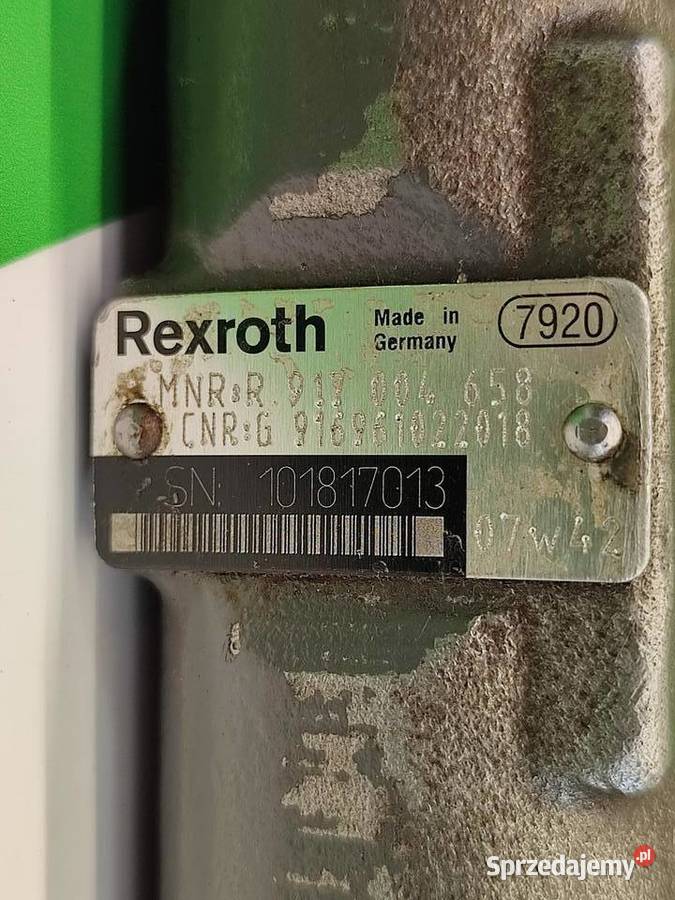 Rexroth
Made in
Germany
7920
MNR:R 917 004 658
CNR:G 916961022018
SN: 101817013
07w42
Sprzedajemy.pl